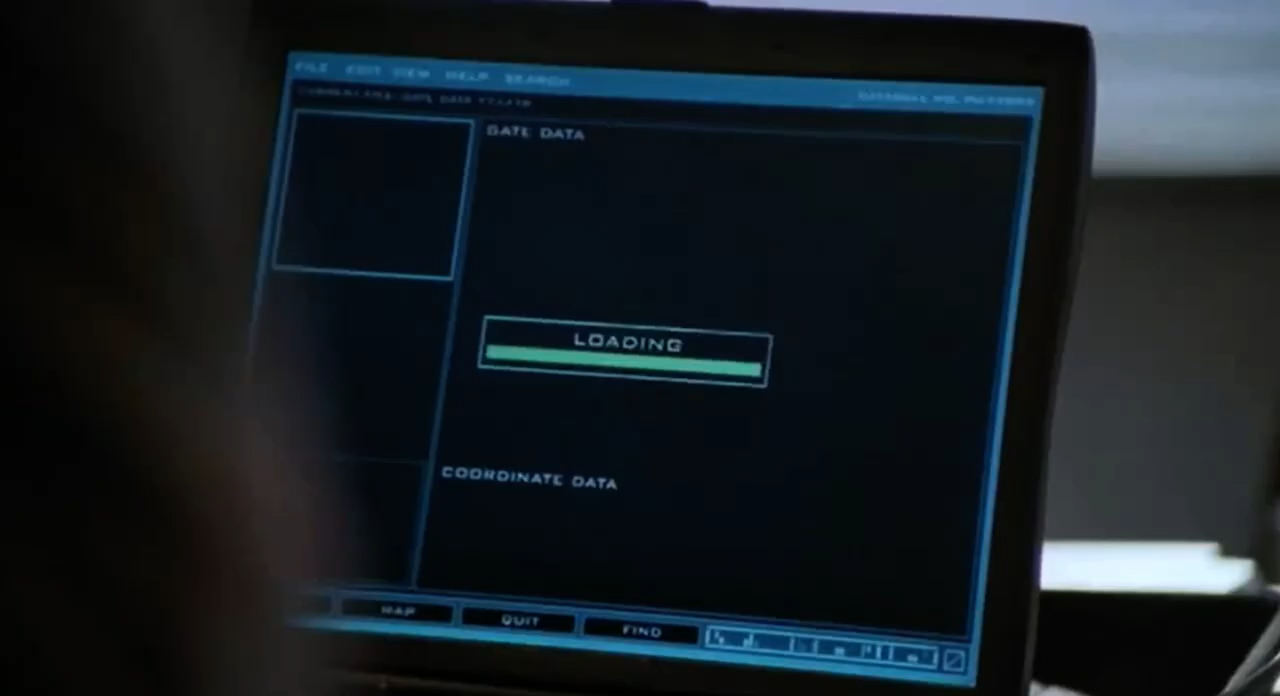 FILE EDIT VIEW HELP SEARCH
GATE DATA
LOADING
COORDINATE DATA
MAP
QUIT
FIND